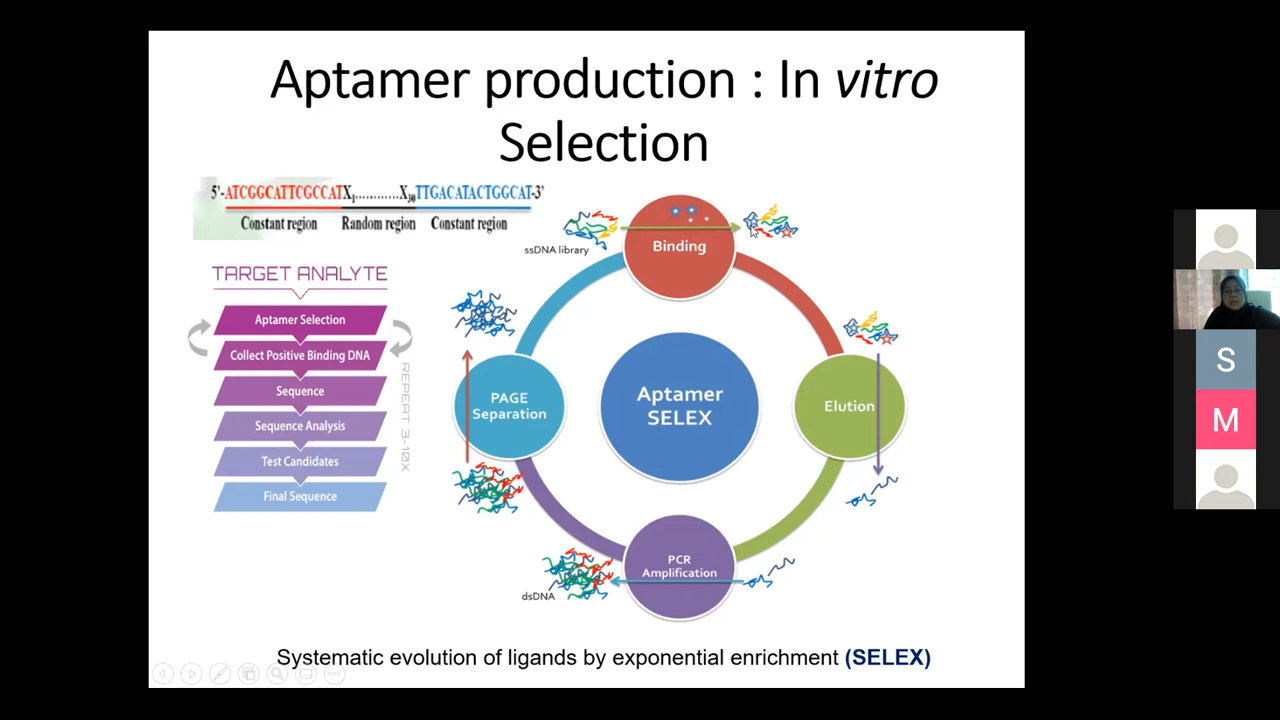 Aptamer production : In vitro
Selection
5'-ATCGGCATTCGCCATX1............X30TTGACATACTGGCAT-3'
Constant region Random region Constant region
TARGET ANALYTE
Aptamer Selection
Collect Positive Binding DNA
Sequence
Sequence Analysis
Test Candidates
Final Sequence
REPEAT 3-10X
ssDNA library
Binding
PAGE
Separation
Aptamer
SELEX
Elution
PCR
Amplification
dsDNA
Systematic evolution of ligands by exponential enrichment (SELEX)
S
M